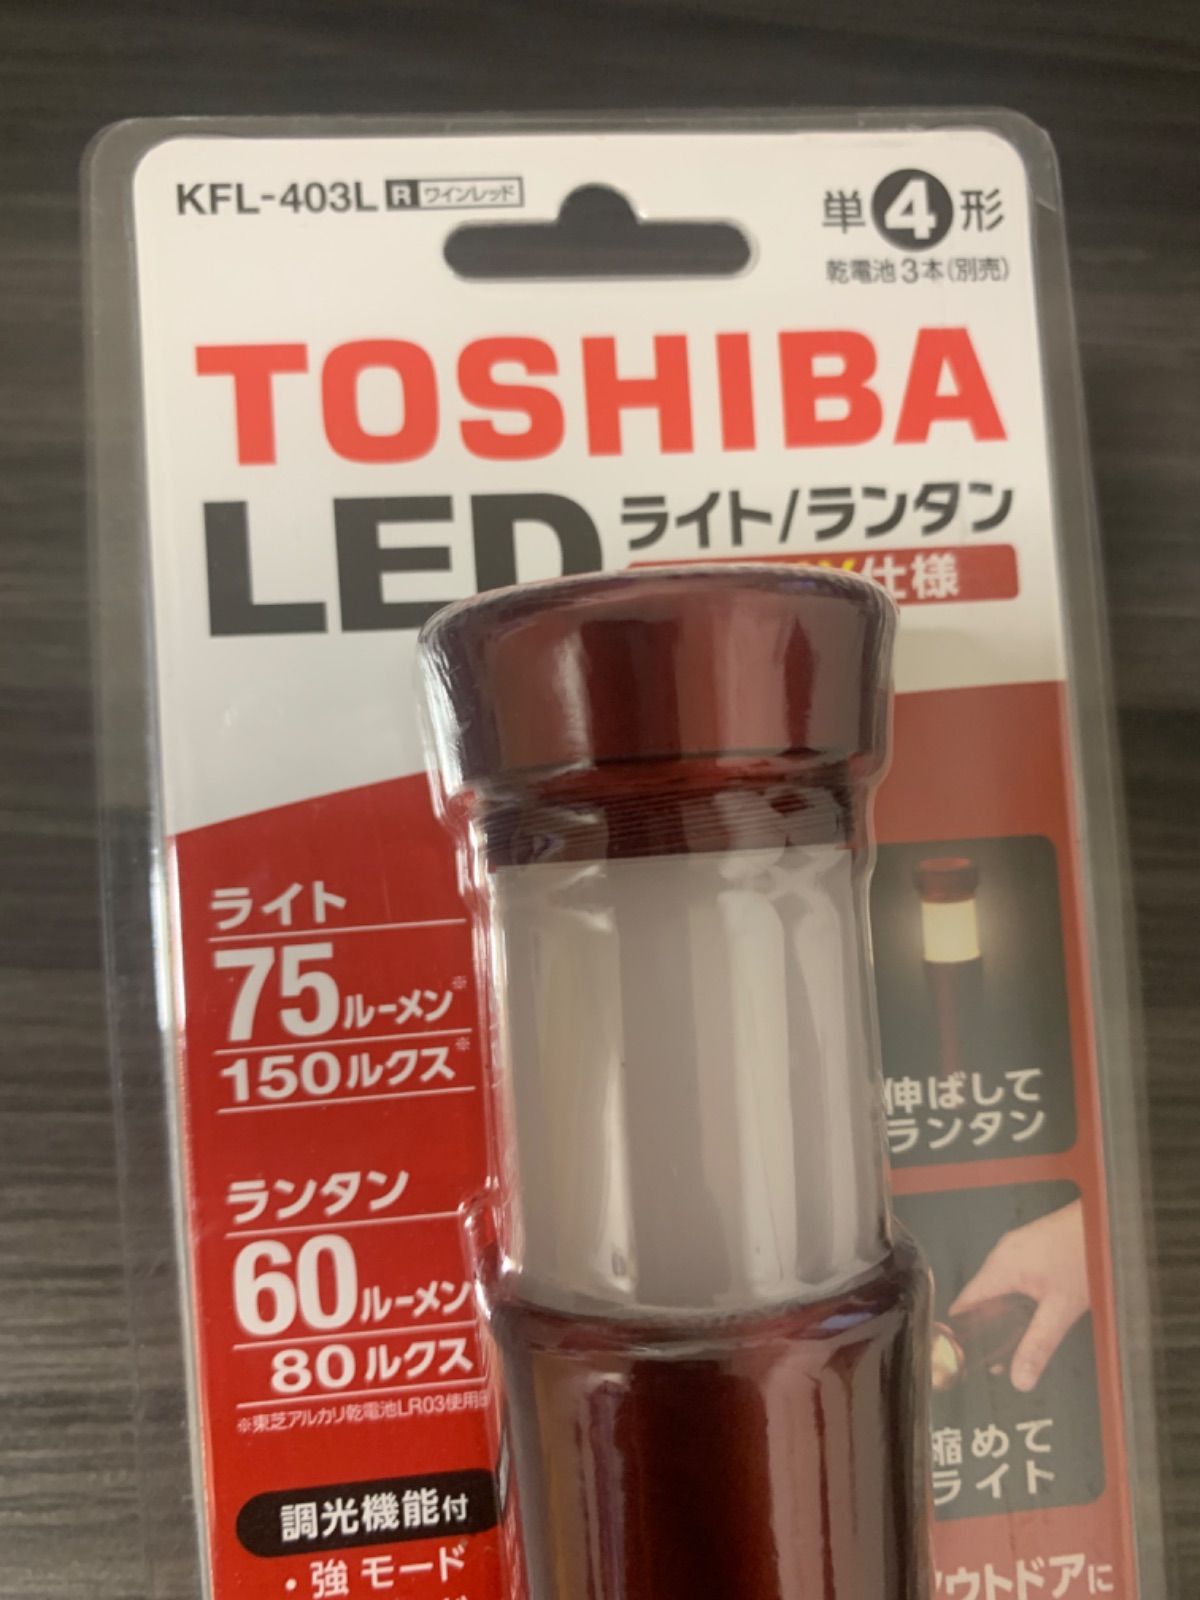 KFL-403L R ワインレッド
単4形
乾電池3本(別売)
TOSHIBA
LED ライト/ランタン
仕様
ライト
75ルーメン※
150ルクス※
ランタン
60ルーメン
80ルクス
※東芝アルカリ乾電池LR03使用
調光機能付
・強 モード
伸ばして
ランタン
縮めて
ライト
ウトドアに